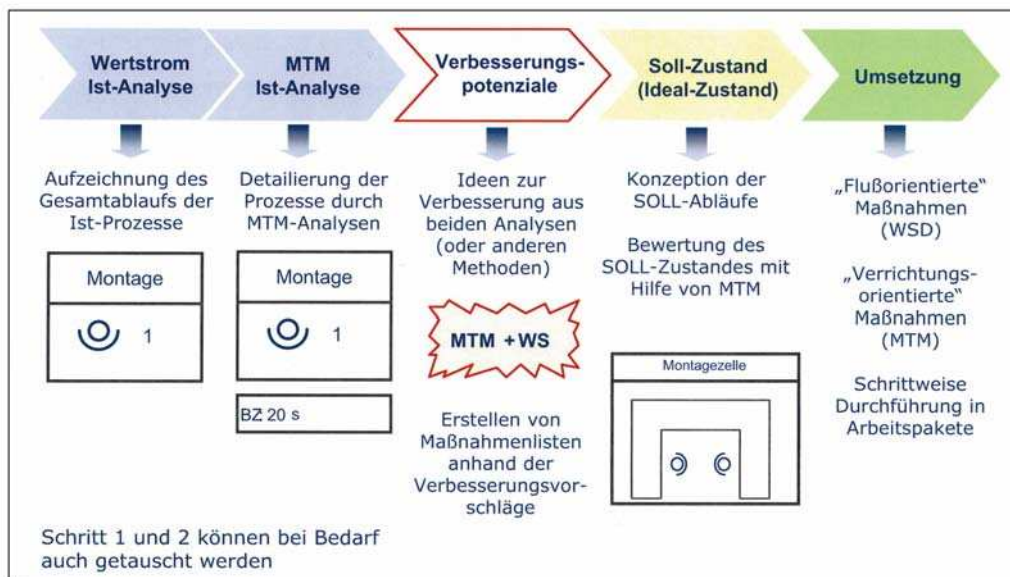 Wertstrom
Ist-Analyse
MTM
Ist-Analyse
Verbesserungs-
potenziale
Soll-Zustand
(Ideal-Zustand)
Umsetzung
Aufzeichnung des
Gesamtablaufs der
Ist-Prozesse
Montage
1
Detailierung der
Prozesse durch
MTM-Analysen
Montage
1
BZ 20 s
Ideen zur
Verbesserung aus
beiden Analysen
(oder anderen
Methoden)
MTM + WS
Erstellen von
Maßnahmenlisten
anhand der
Verbesserungsvor-
schläge
Konzeption der
SOLL-Abläufe
Bewertung des
SOLL-Zustandes mit
Hilfe von MTM
Montagezelle
„Flußorientierte“
Maßnahmen
(WSD)
„Verrichtungs-
orientierte“
Maßnahmen
(MTM)
Schrittweise
Durchführung in
Arbeitspakete
Schritt 1 und 2 können bei Bedarf
auch getauscht werden